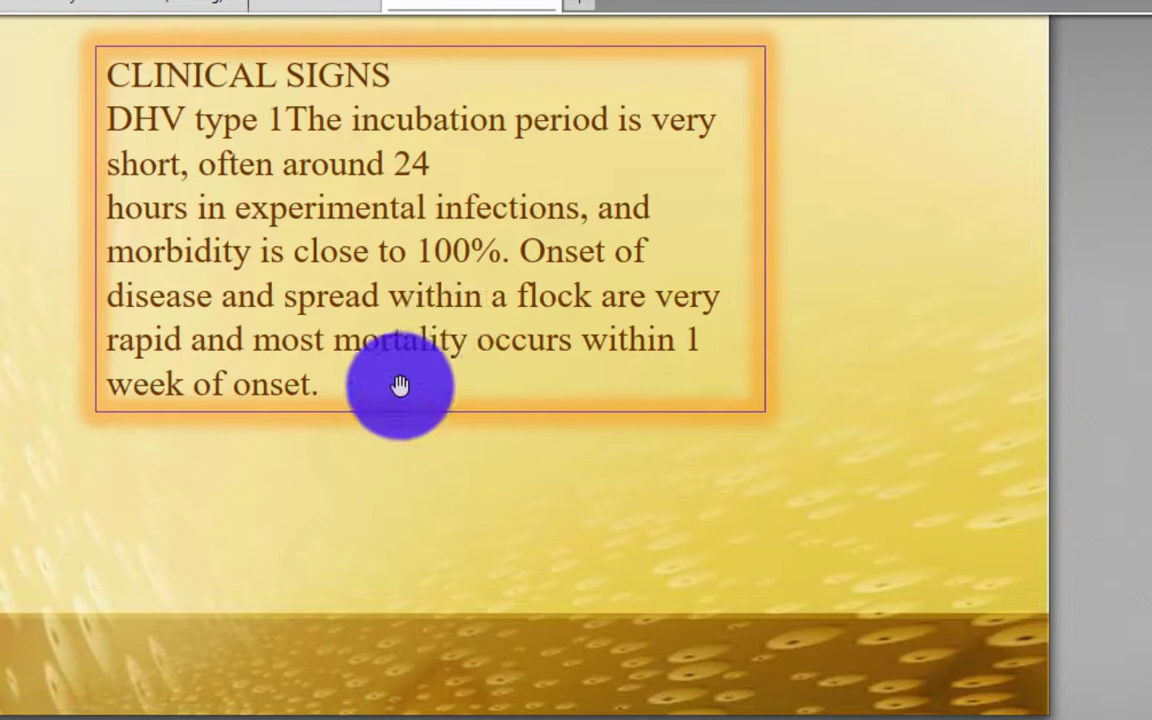 CLINICAL SIGNS
DHV type 1The incubation period is very
short, often around 24
hours in experimental infections, and
morbidity is close to 100%. Onset of
disease and spread within a flock are very
rapid and most mortality occurs within 1
week of onset.